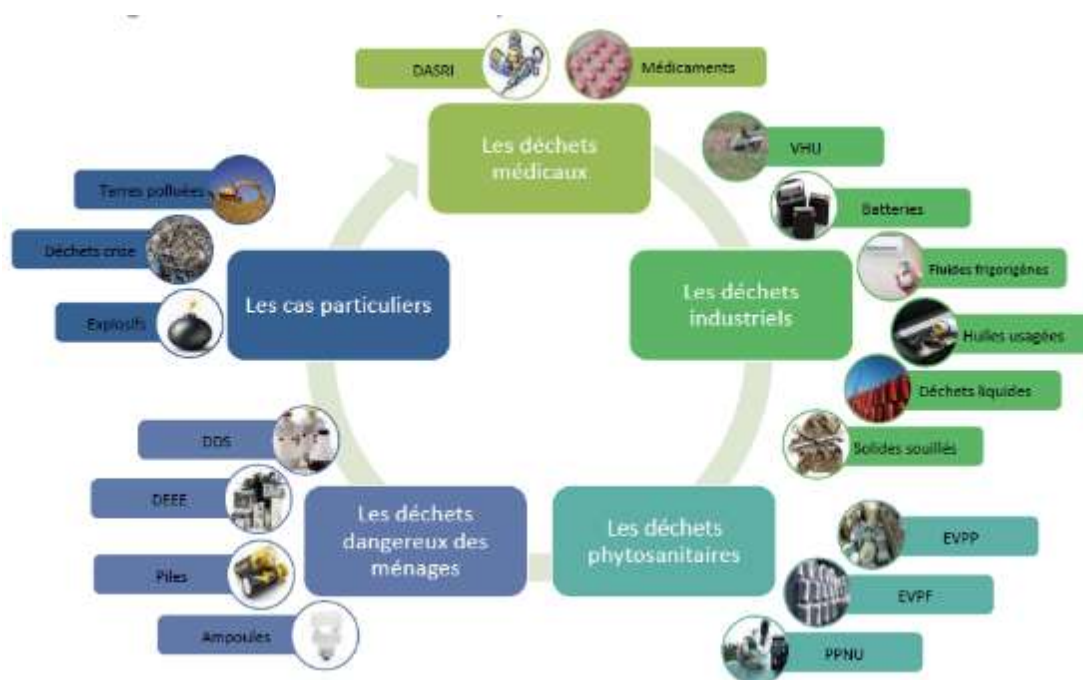 DASRI
Médicaments
Les déchets
médicaux
VHU
Batteries
Fluides frigorigènes
Huiles usagées
Déchets liquides
Solides souillés
Les déchets
industriels
EVPP
EVPF
PPNU
Les déchets
phytosanitaires
Les déchets
dangereux des
ménages
DDS
DEEE
Piles
Ampoules
Les cas particuliers
Terres polluées
Déchets crise
Explosifs